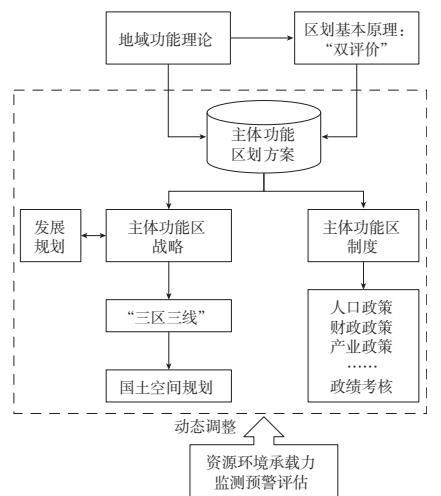 地域功能理论
区划基本原理：
“双评价”
主体功能
区划方案
发展
规划
主体功能区
战略
主体功能区
制度
“三区三线”
国土空间规划
人口政策
财政政策
产业政策
……
政绩考核
动态调整
资源环境承载力
监测预警评估